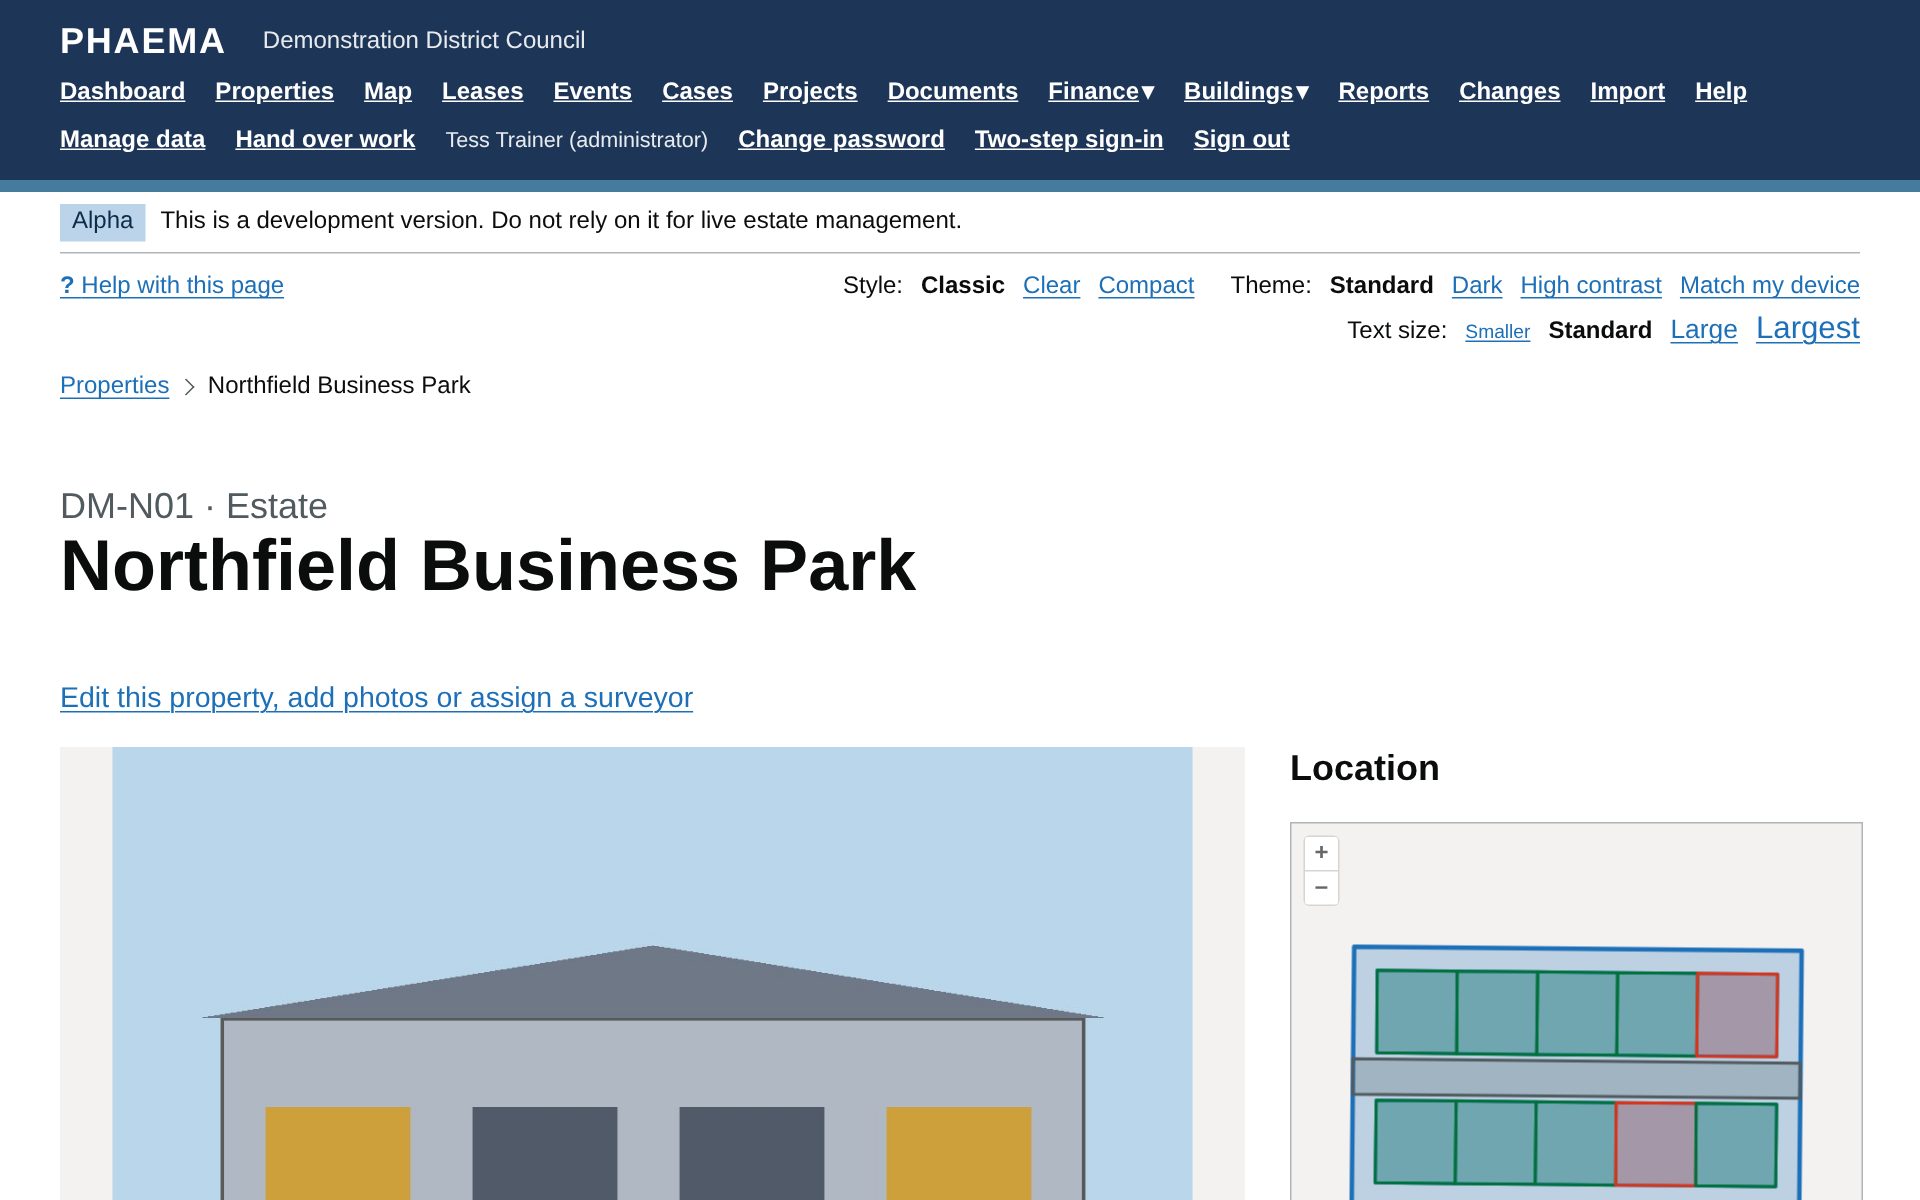 PHAEMA Demonstration District Council
Dashboard Properties Map Leases Events Cases Projects Documents Finance▾ Buildings▾ Reports Changes Import Help
Manage data Hand over work Tess Trainer (administrator) Change password Two-step sign-in Sign out
Alpha This is a development version. Do not rely on it for live estate management.
? Help with this page Style: Classic Clear Compact Theme: Standard Dark High contrast Match my device
Text size: Smaller Standard Large Largest
Properties > Northfield Business Park
DM-N01 · Estate
Northfield Business Park
Edit this property, add photos or assign a surveyor
Location
+
−